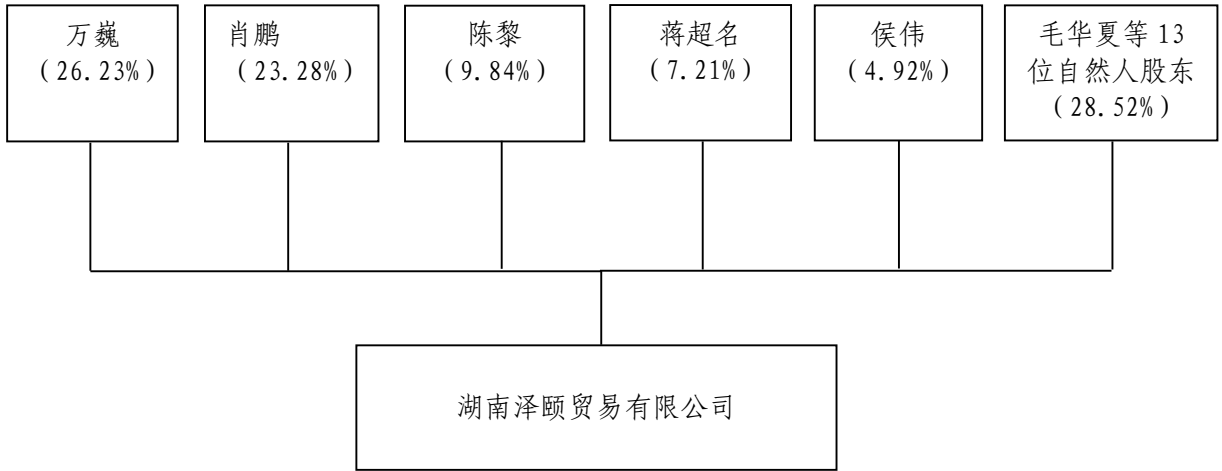 万巍
(26.23%)
肖鹏
(23.28%)
陈黎
(9.84%)
蒋超名
(7.21%)
侯伟
(4.92%)
毛华夏等 13
位自然人股东
(28.52%)
湖南泽颐贸易有限公司